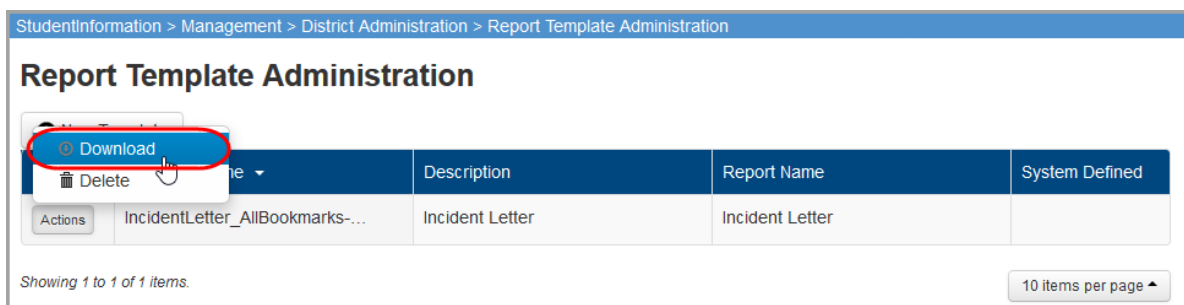 StudentInformation > Management > District Administration > Report Template Administration
Report Template Administration
Download
Delete
Description
Report Name
System Defined
Actions
IncidentLetter_AllBookmarks-...
Incident Letter
Incident Letter
Showing 1 to 1 of 1 items.
10 items per page